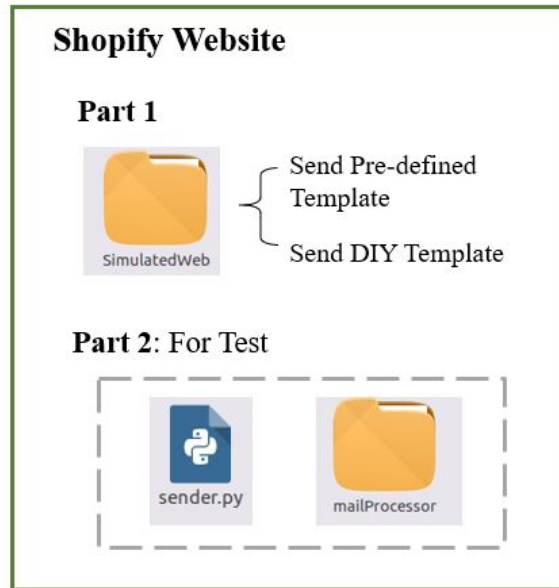 Shopify Website
Part 1
SimulatedWeb
Send Pre-defined
Template
Send DIY Template
Part 2: For Test
sender.py
mailProcessor